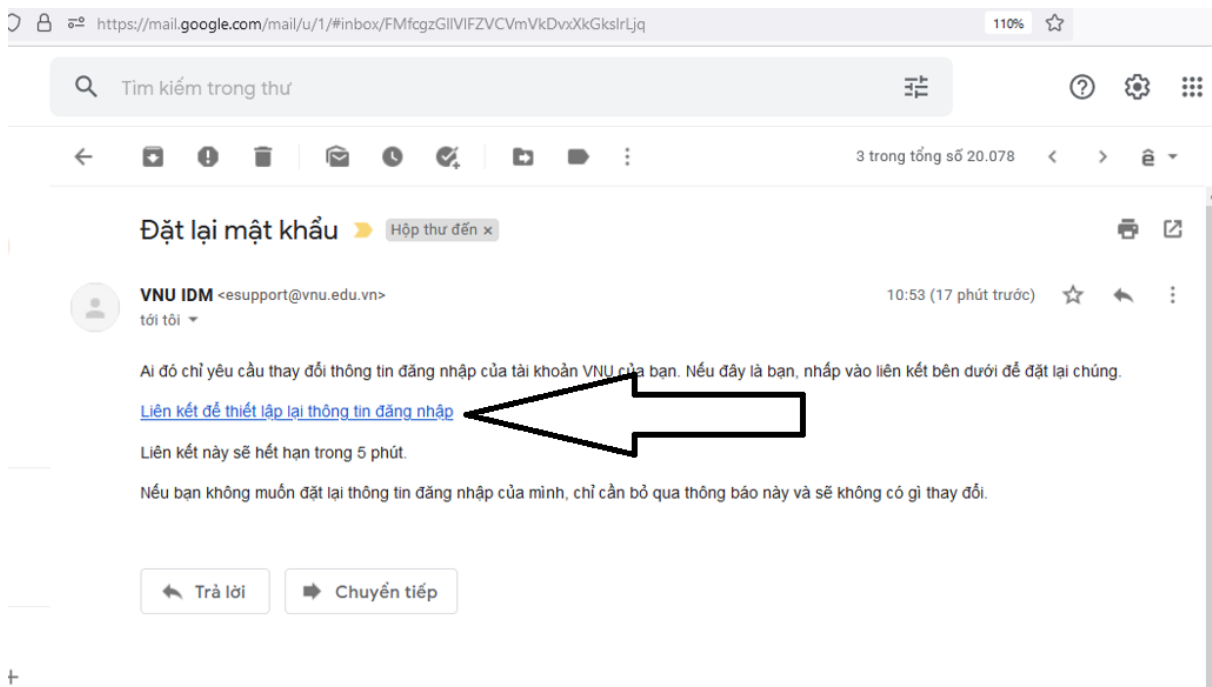 https://mail.google.com/mail/u/1/#inbox/FMfcgzGllVlFZVCVmVkDvxXkGkslrLjq 110%
Tìm kiếm trong thư
3 trong tổng số 20.078 ê
Đặt lại mật khẩu Hộp thư đến x
VNU IDM <esupport@vnu.edu.vn> 10:53 (17 phút trước)
tới tôi
Ai đó chỉ yêu cầu thay đổi thông tin đăng nhập của tài khoản VNU của bạn. Nếu đây là bạn, nhấp vào liên kết bên dưới để đặt lại chúng.
Liên kết để thiết lập lại thông tin đăng nhập
Liên kết này sẽ hết hạn trong 5 phút.
Nếu bạn không muốn đặt lại thông tin đăng nhập của mình, chỉ cần bỏ qua thông báo này và sẽ không có gì thay đổi.
Trả lời Chuyển tiếp